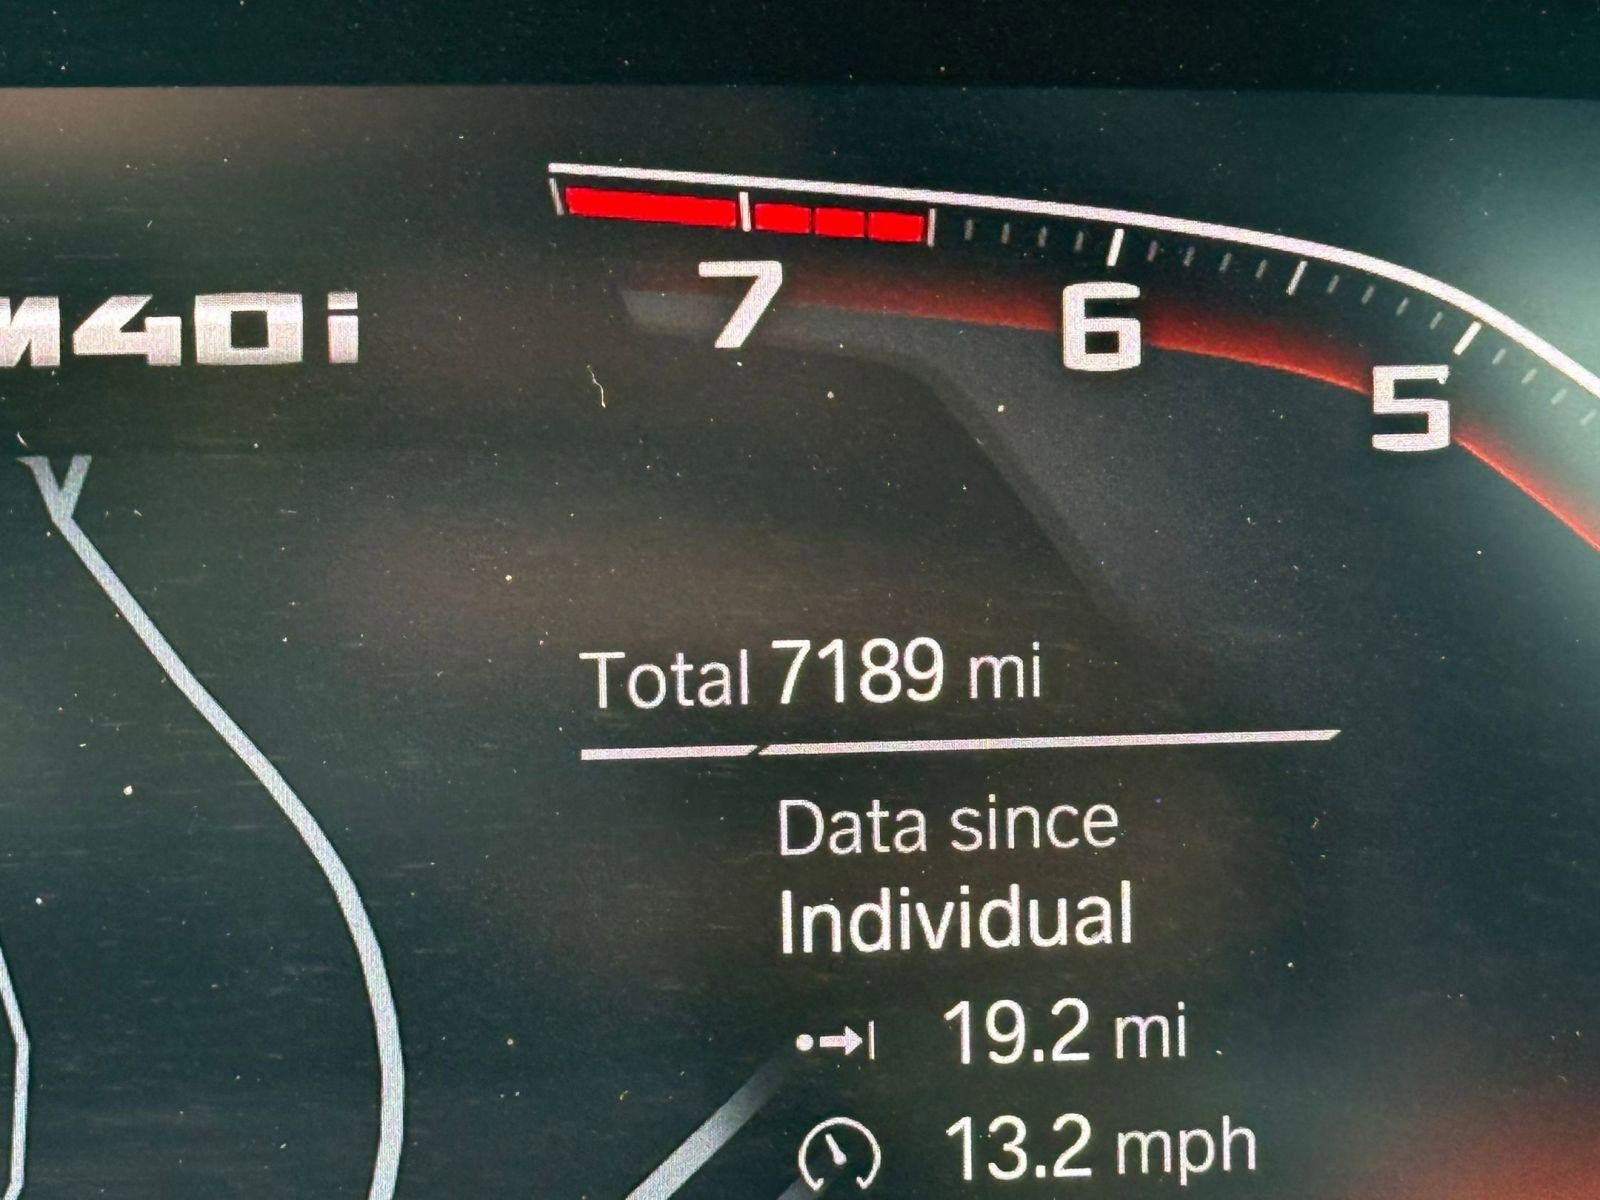 7
6
M40i
5
Total 7189 mi
Data since
Individual
19.2 mi
13.2 mph